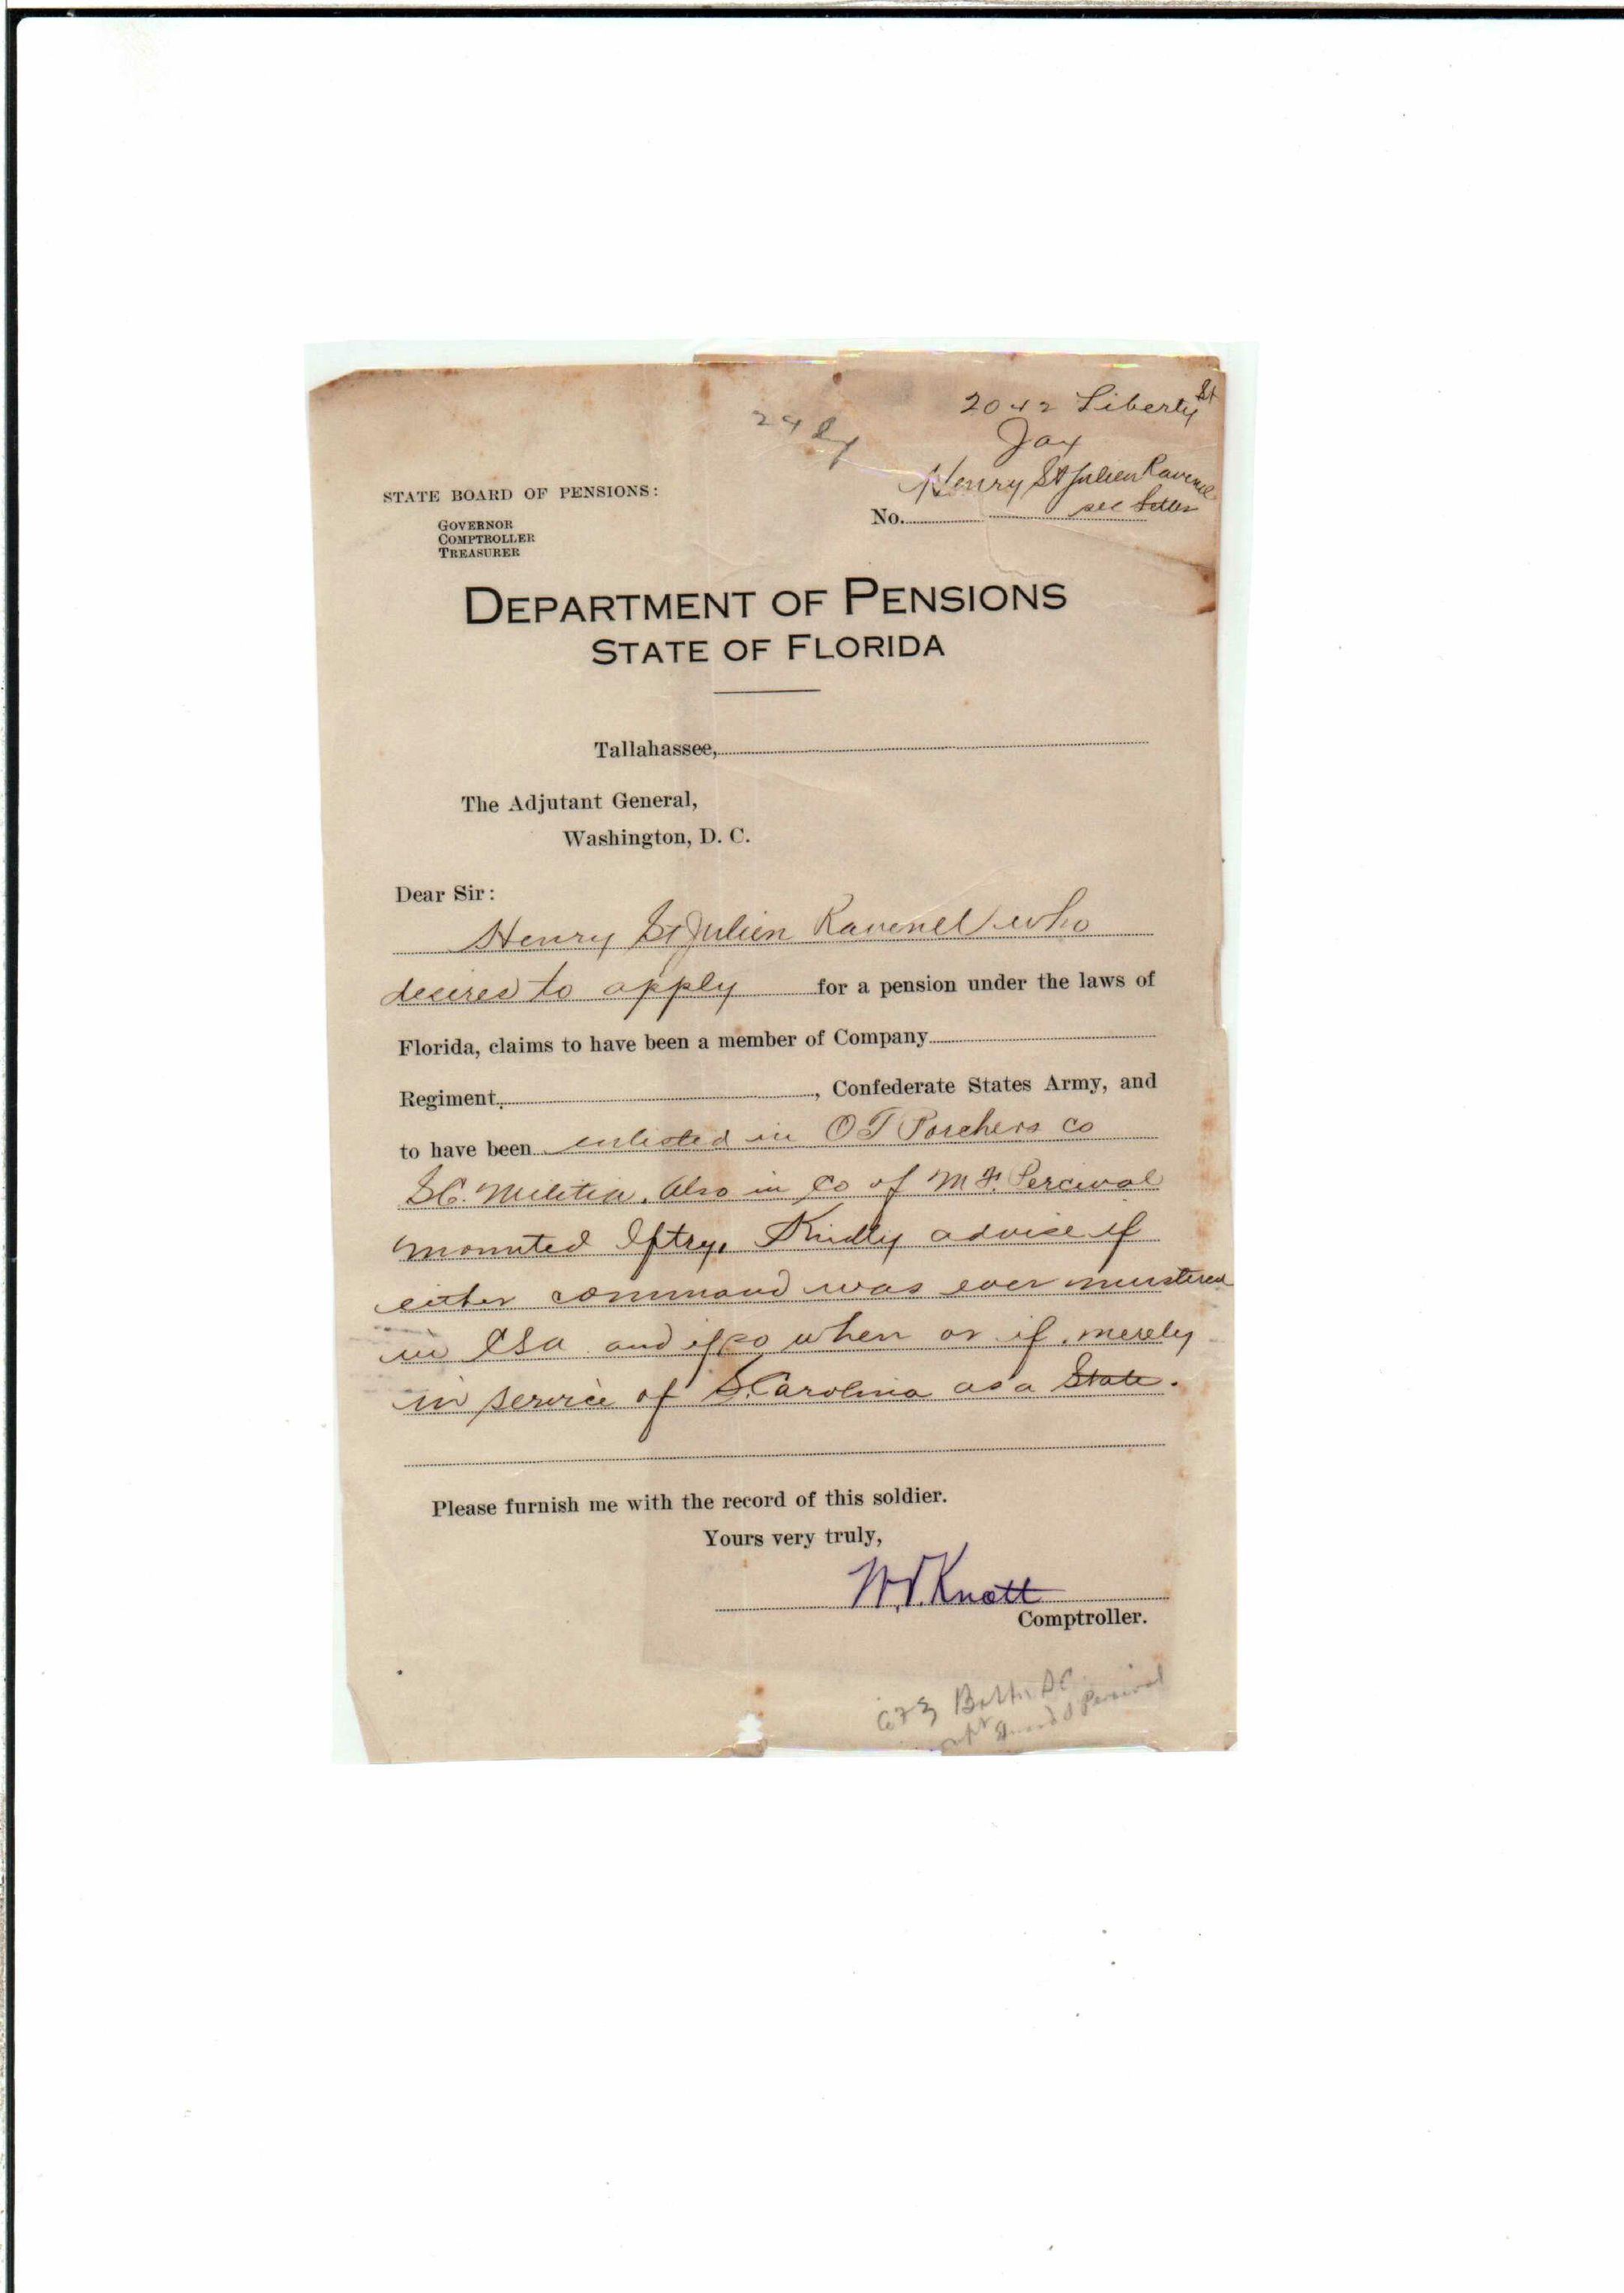 2042 Liberty St
Jax
Henry St Julien Ravenel
see letter
STATE BOARD OF PENSIONS:
GOVERNOR
COMPTROLLER
TREASURER
No.
DEPARTMENT OF PENSIONS
STATE OF FLORIDA
Tallahassee,
The Adjutant General,
Washington, D. C.
Dear Sir:
Henry St Julien Ravenel who
desires to apply for a pension under the laws of
Florida, claims to have been a member of Company
Regiment, , Confederate States Army, and
to have been enlisted in O T Porchers Co
S.C. Militia. Also in Co of M. F. Percival
mounted Iftry. Kindly advise if
either command was ever mustered
in CSA and if so when or if merely
in service of S. Carolina as a State.
Please furnish me with the record of this soldier.
Yours very truly,
W. V. Knott
Comptroller.
Percival